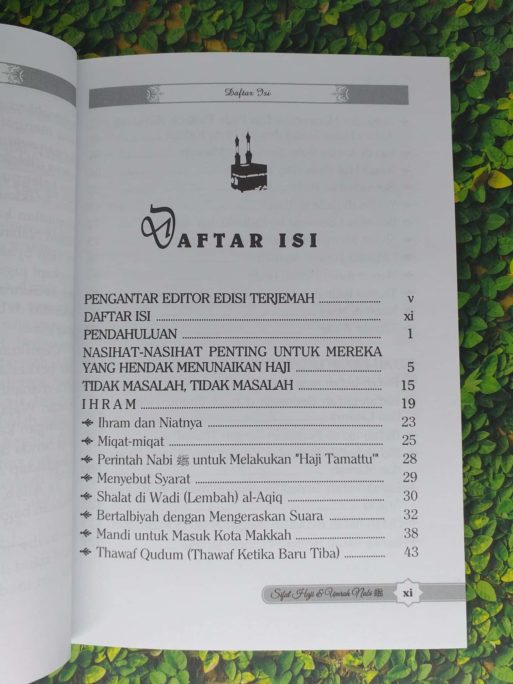 Daftar Isi
DAFTAR ISI
PENGANTAR EDITOR EDISI TERJEMAH ................ v
DAFTAR ISI ................ xi
PENDAHULUAN ................ 1
NASIHAT-NASIHAT PENTING UNTUK MEREKA
YANG HENDAK MENUNAIKAN HAJI ................ 5
TIDAK MASALAH, TIDAK MASALAH ................ 15
I H R A M ................ 19
Ihram dan Niatnya ................ 23
Miqat-miqat ................ 25
Perintah Nabi ﷺ untuk Melakukan "Haji Tamattu'" 28
Menyebut Syarat ................ 29
Shalat di Wadi (Lembah) al-Aqiq ................ 30
Bertalbiyah dengan Mengeraskan Suara ................ 32
Mandi untuk Masuk Kota Makkah ................ 38
Thawaf Qudum (Thawaf Ketika Baru Tiba) ................ 43
Sifat Haji & Umrah Nabi ﷺ xi